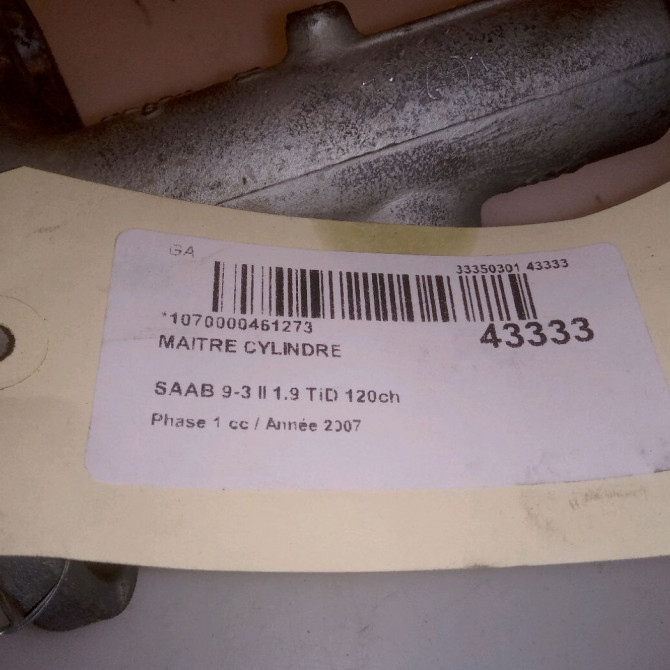 GA
33350301 43333
*1070000461273
43333
MAITRE CYLINDRE
SAAB 9-3 II 1.9 TiD 120ch
Phase 1 cc / Année 2007